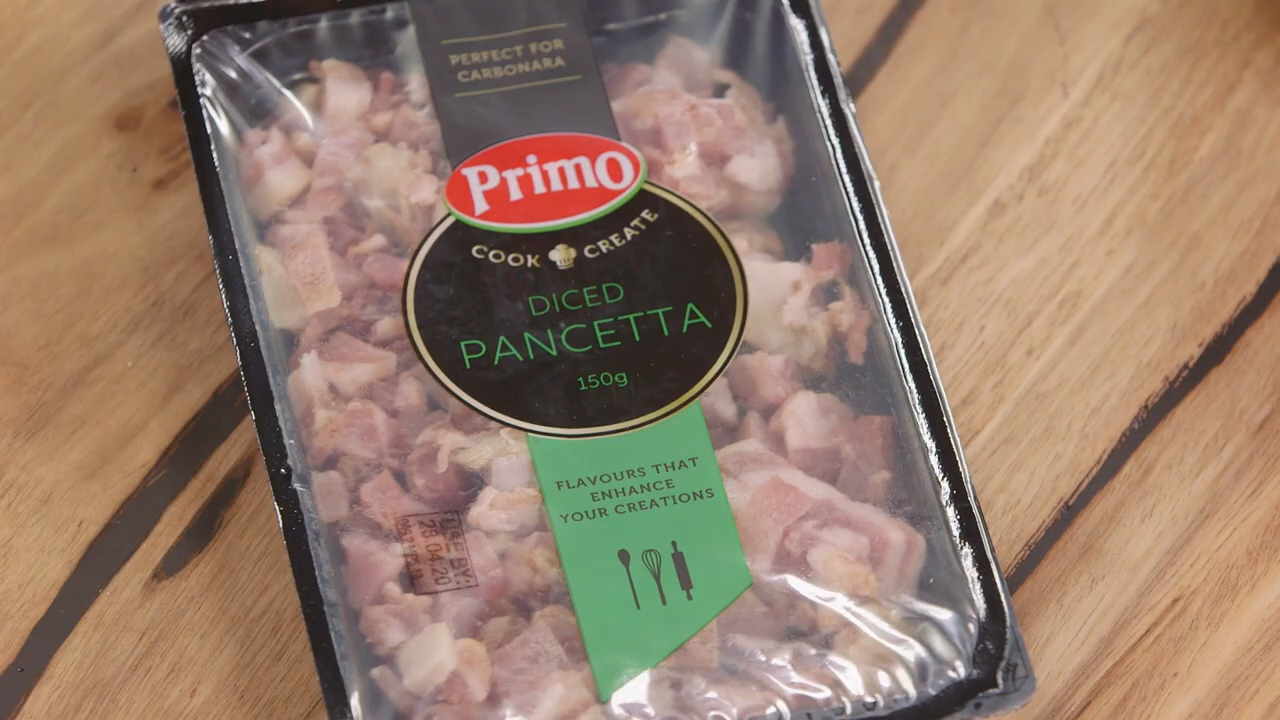 PERFECT FOR
CARBONARA
Primo
COOK CREATE
DICED
PANCETTA
150g
FLAVOURS THAT
ENHANCE
YOUR CREATIONS
USE BY:
28 04 20